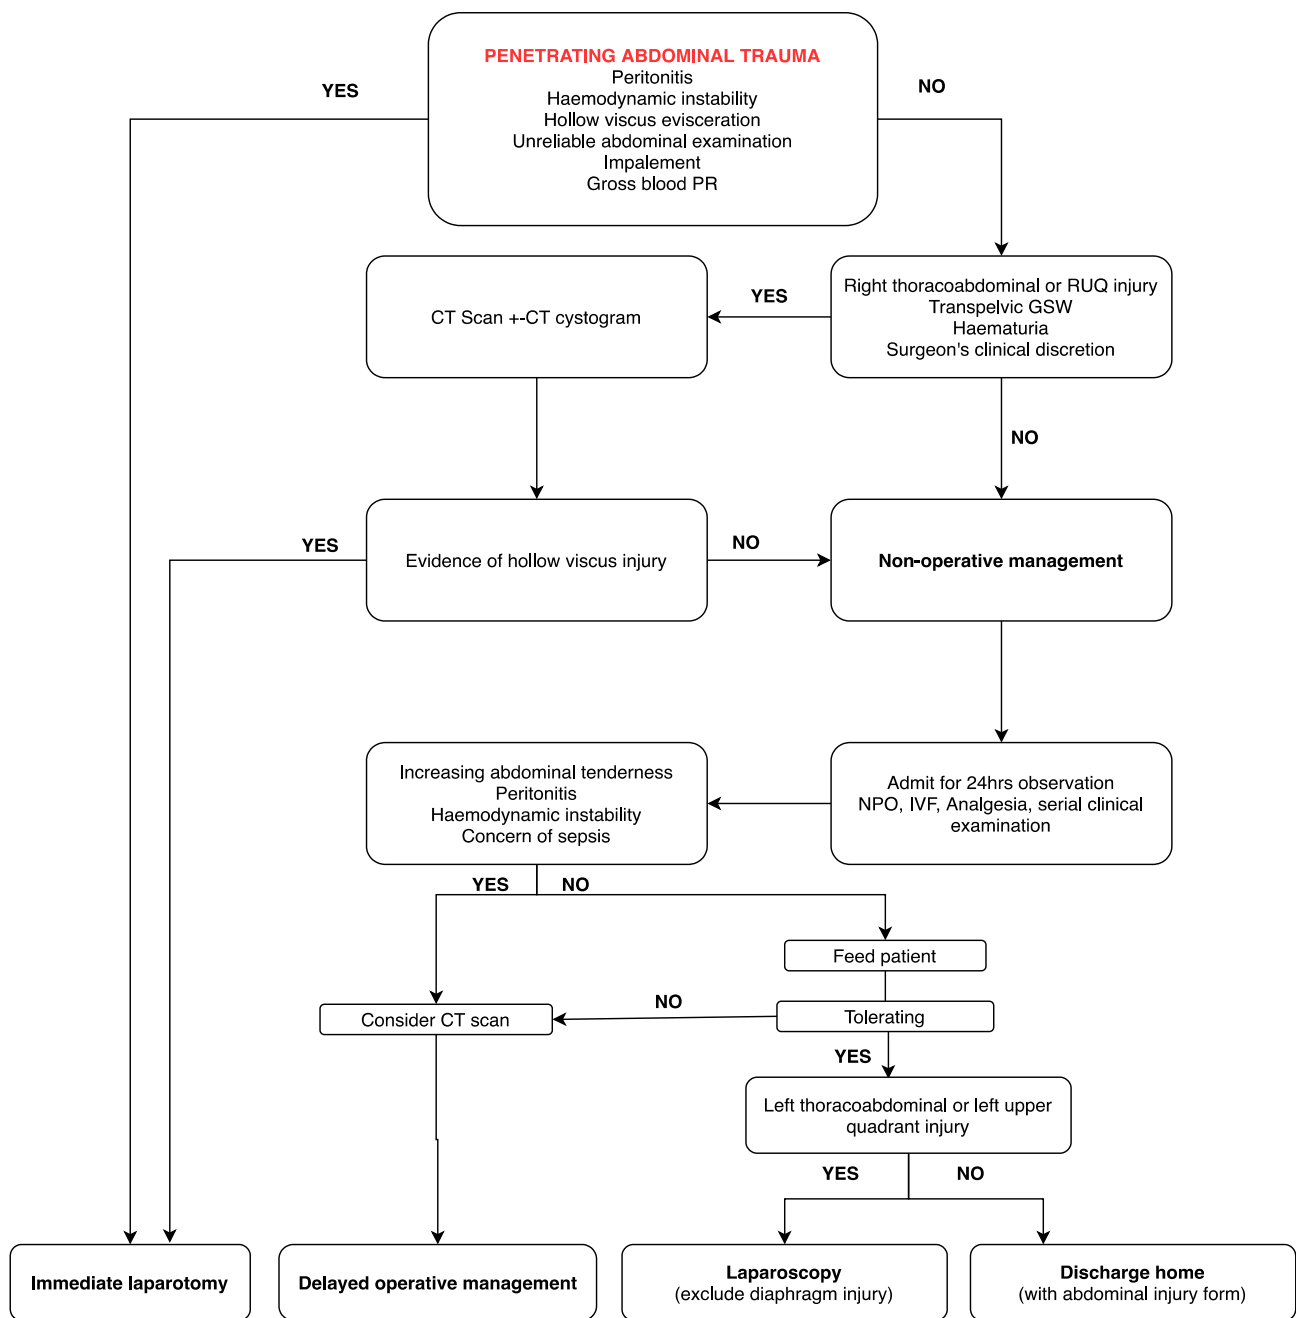 PENETRATING ABDOMINAL TRAUMA
Peritonitis
Haemodynamic instability
Hollow viscus evisceration
Unreliable abdominal examination
Impalement
Gross blood PR
YES
NO
Right thoracoabdominal or RUQ injury
Transpelvic GSW
Haematuria
Surgeon's clinical discretion
YES
CT Scan +-CT cystogram
NO
Evidence of hollow viscus injury
YES
NO
Non-operative management
Admit for 24hrs observation
NPO, IVF, Analgesia, serial clinical
examination
Increasing abdominal tenderness
Peritonitis
Haemodynamic instability
Concern of sepsis
YES
NO
Feed patient
Tolerating
NO
Consider CT scan
YES
Left thoracoabdominal or left upper
quadrant injury
YES
NO
Immediate laparotomy
Delayed operative management
Laparoscopy
(exclude diaphragm injury)
Discharge home
(with abdominal injury form)